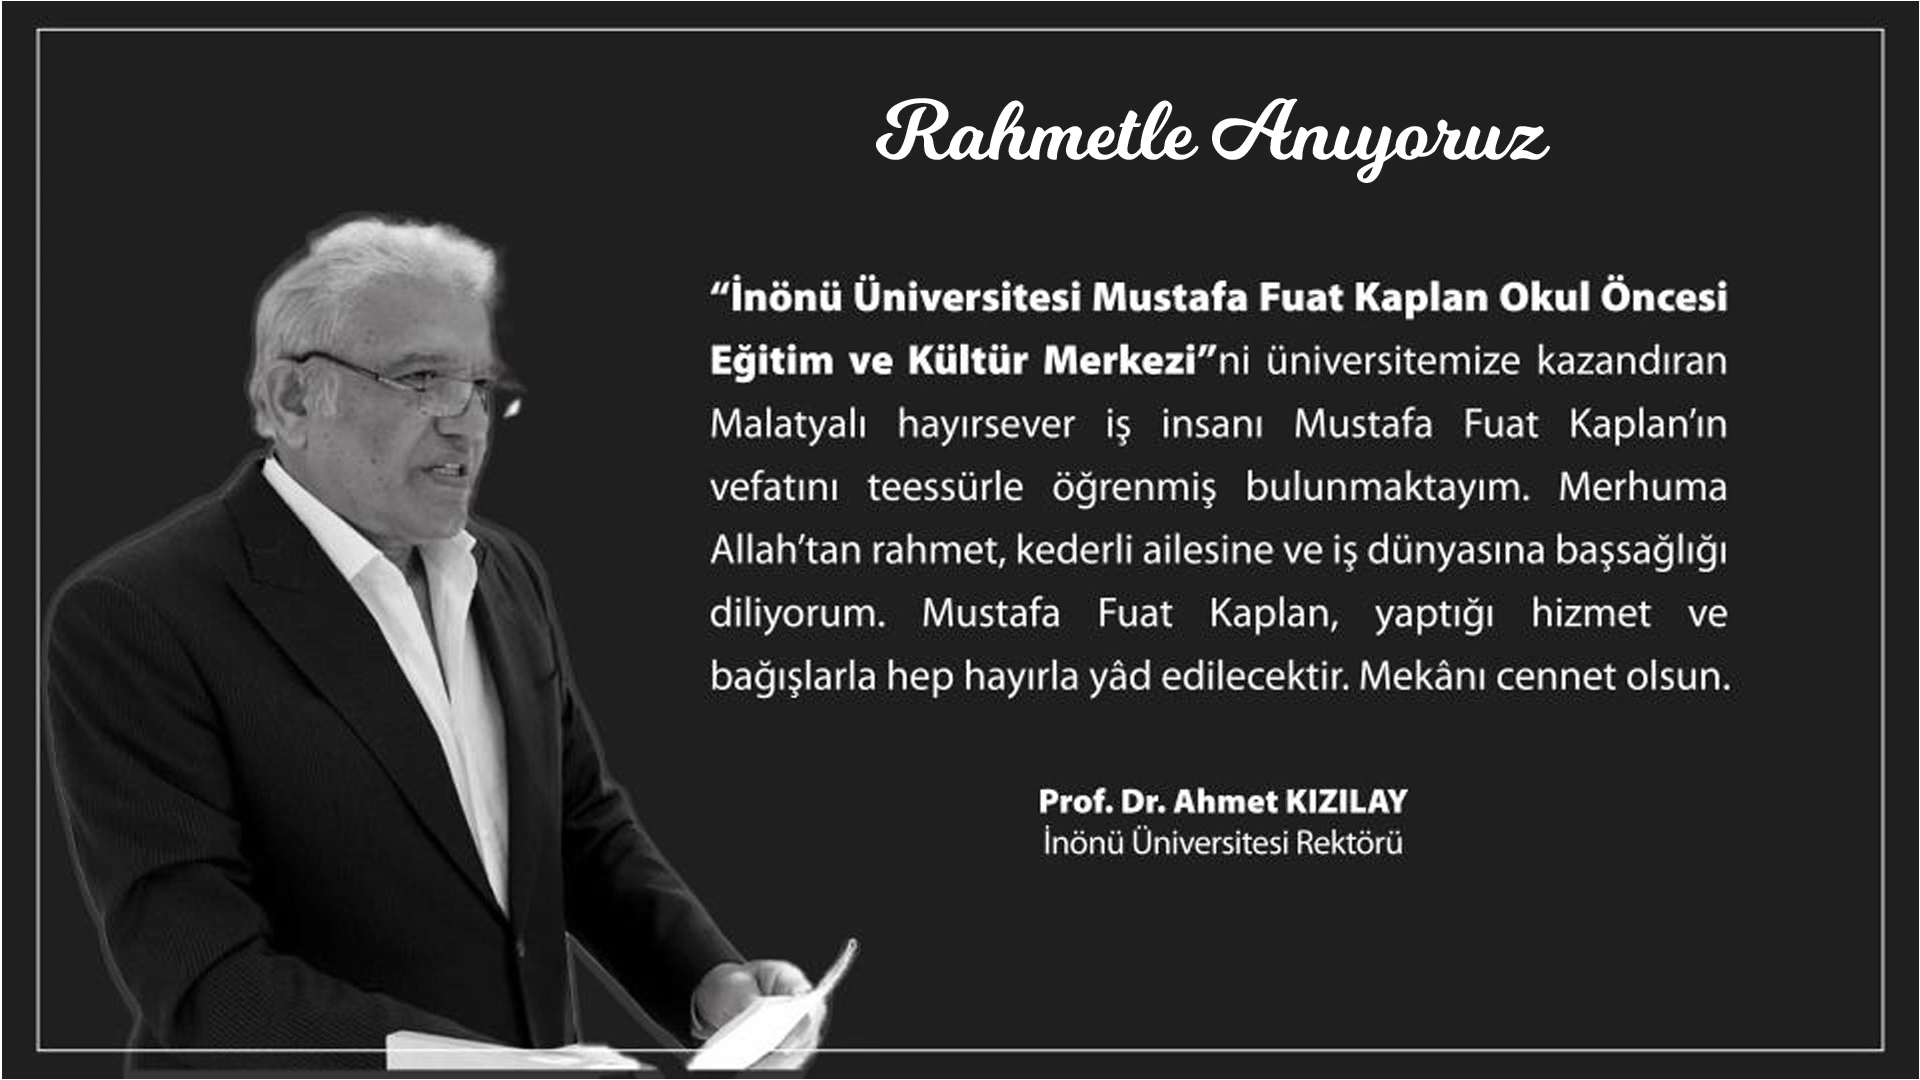 Rahmetle Anıyoruz
“İnönü Üniversitesi Mustafa Fuat Kaplan Okul Öncesi
Eğitim ve Kültür Merkezi”ni üniversitemize kazandıran
Malatyalı hayırsever iş insanı Mustafa Fuat Kaplan’ın
vefatını teessürle öğrenmiş bulunmaktayım. Merhuma
Allah’tan rahmet, kederli ailesine ve iş dünyasına başsağlığı
diliyorum. Mustafa Fuat Kaplan, yaptığı hizmet ve
bağışlarla hep hayırla yâd edilecektir. Mekânı cennet olsun.
Prof. Dr. Ahmet KIZILAY
İnönü Üniversitesi Rektörü